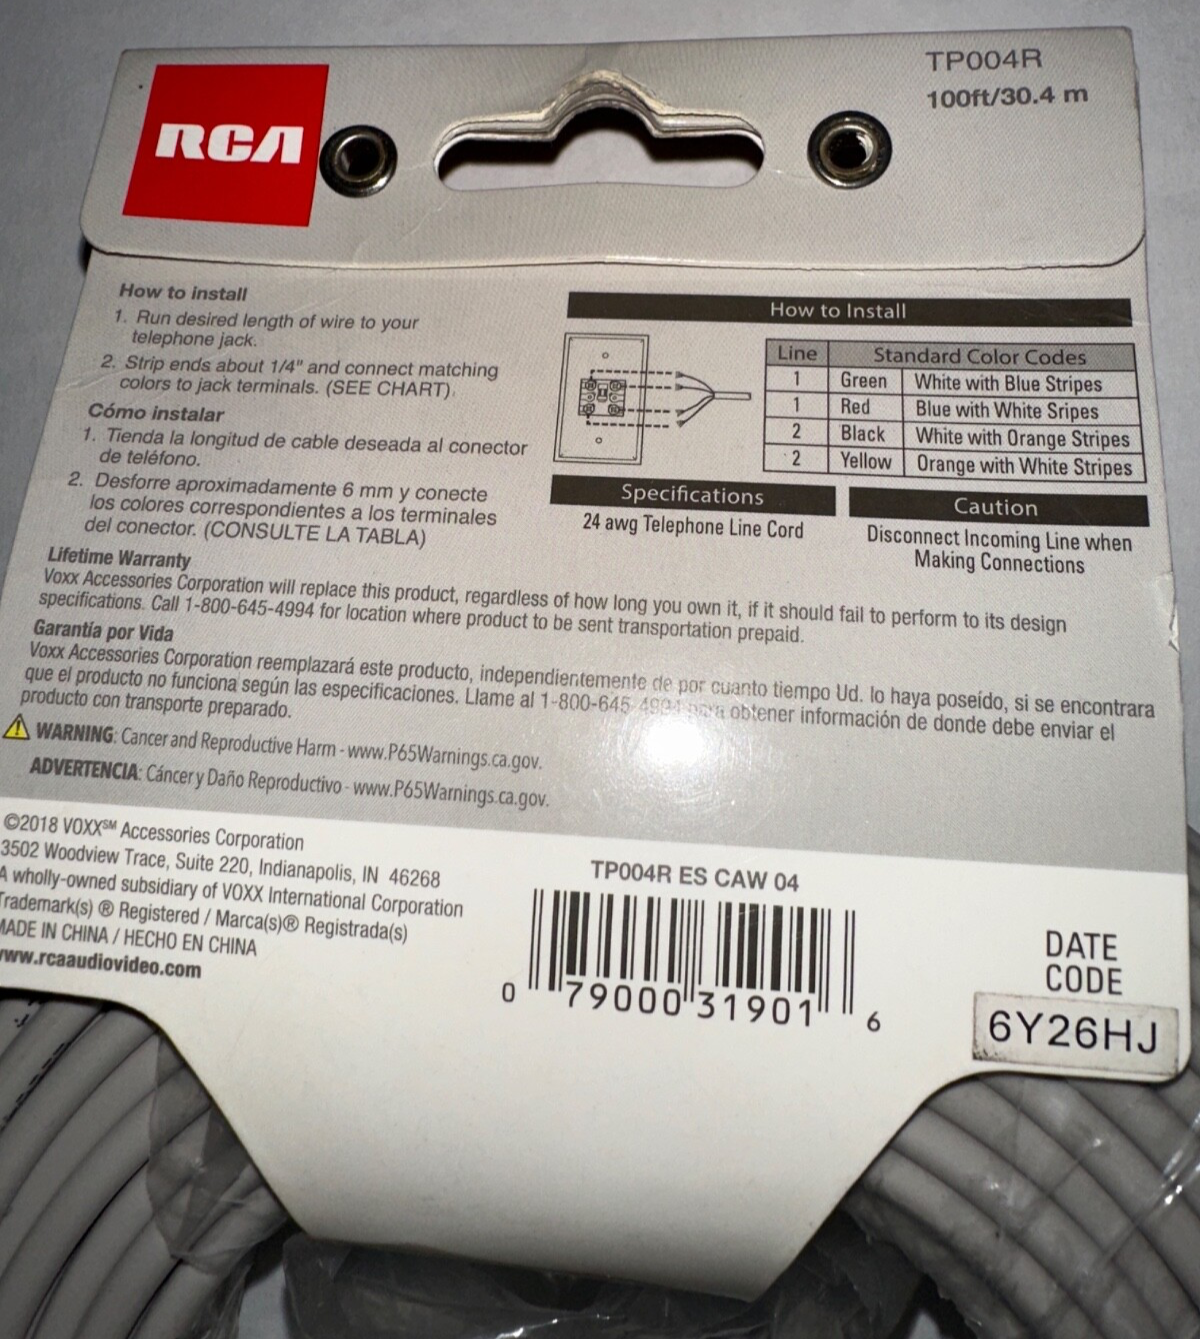 RCA
TP004R
100ft/30.4 m
How to install
1. Run desired length of wire to your
telephone jack.
2. Strip ends about 1/4" and connect matching
colors to jack terminals. (SEE CHART).
Cómo instalar
1. Tienda la longitud de cable deseada al conector
de teléfono.
2. Desforre aproximadamente 6 mm y conecte
los colores correspondientes a los terminales
del conector. (CONSULTE LA TABLA)
How to Install
Line Standard Color Codes
1 Green White with Blue Stripes
1 Red Blue with White Sripes
2 Black White with Orange Stripes
2 Yellow Orange with White Stripes
Specifications
24 awg Telephone Line Cord
Caution
Disconnect Incoming Line when
Making Connections
Lifetime Warranty
Voxx Accessories Corporation will replace this product, regardless of how long you own it, if it should fail to perform to its design
specifications. Call 1-800-645-4994 for location where product to be sent transportation prepaid.
Garantía por Vida
Voxx Accessories Corporation reemplazará este producto, independientemente de por cuanto tiempo Ud. lo haya poseído, si se encontrara
que el producto no funciona según las especificaciones. Llame al 1-800-645-4994 para obtener información de donde debe enviar el
producto con transporte preparado.
WARNING: Cancer and Reproductive Harm - www.P65Warnings.ca.gov.
ADVERTENCIA: Cáncer y Daño Reproductivo - www.P65Warnings.ca.gov.
©2018 VOXX℠ Accessories Corporation
3502 Woodview Trace, Suite 220, Indianapolis, IN 46268
A wholly-owned subsidiary of VOXX International Corporation
Trademark(s) ® Registered / Marca(s)® Registrada(s)
MADE IN CHINA / HECHO EN CHINA
www.rcaaudiovideo.com
TP004R ES CAW 04
0 79000 31901 6
DATE
CODE
6Y26HJ